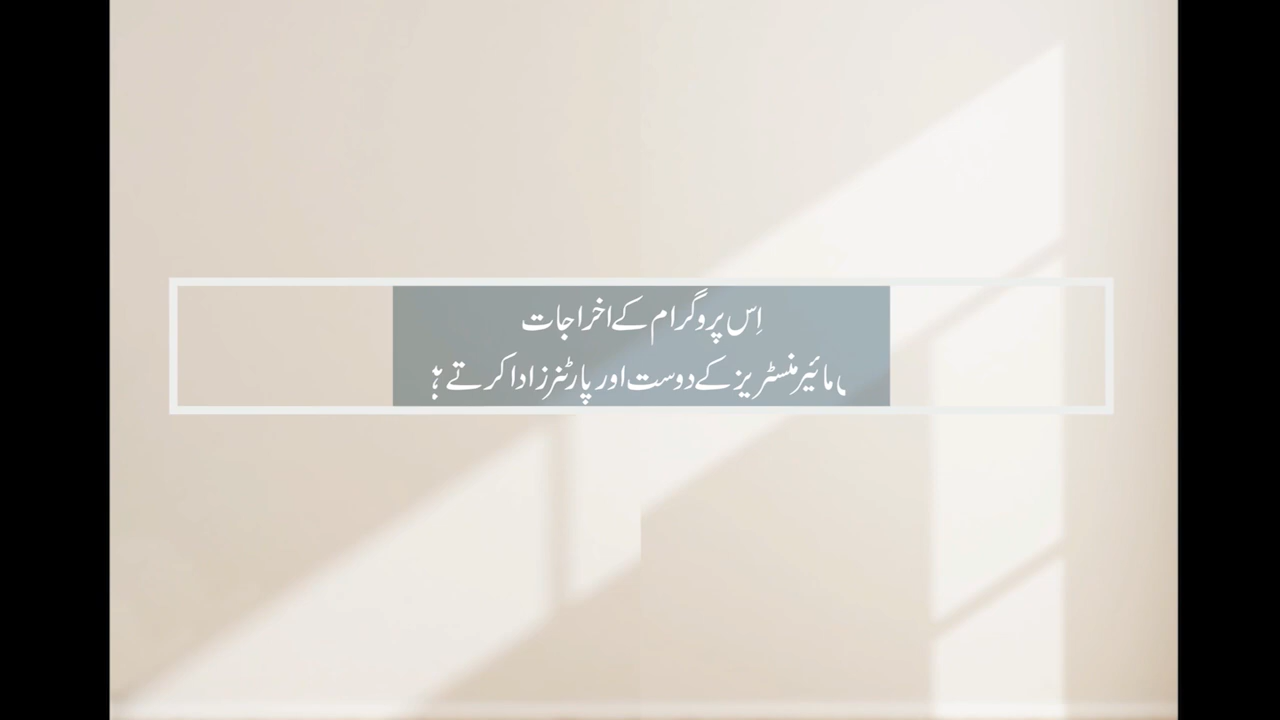 اِس پروگرام کے اخراجات
مائیر منسٹریز کے دوست اور پارٹنرز ادا کرتے